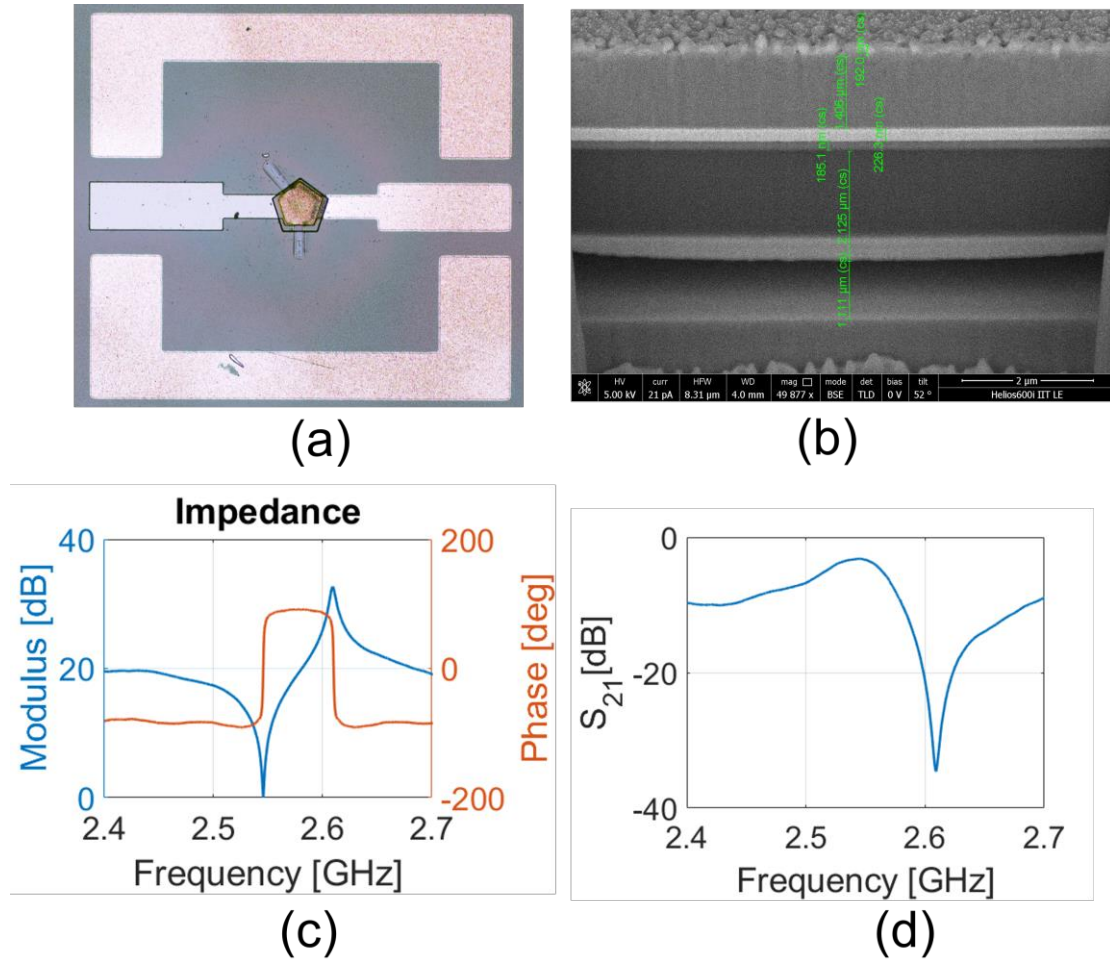 192.0 nm (cs)
1.406 µm (cs)
185.1 nm (cs)
226.3 nm (cs)
2.125 µm (cs)
1.141 µm (cs)
HV curr HFW WD mag □ mode det bias tilt
5.00 kV 21 pA 8.31 µm 4.0 mm 49 877 x BSE TLD 0 V 52 °
2 µm
Helios600i IIT LE
(a)
(b)
Impedance
Modulus [dB]
40
20
0
Phase [deg]
200
0
-200
2.4 2.5 2.6 2.7
Frequency [GHz]
S21[dB]
0
-20
-40
2.4 2.5 2.6 2.7
Frequency [GHz]
(c)
(d)